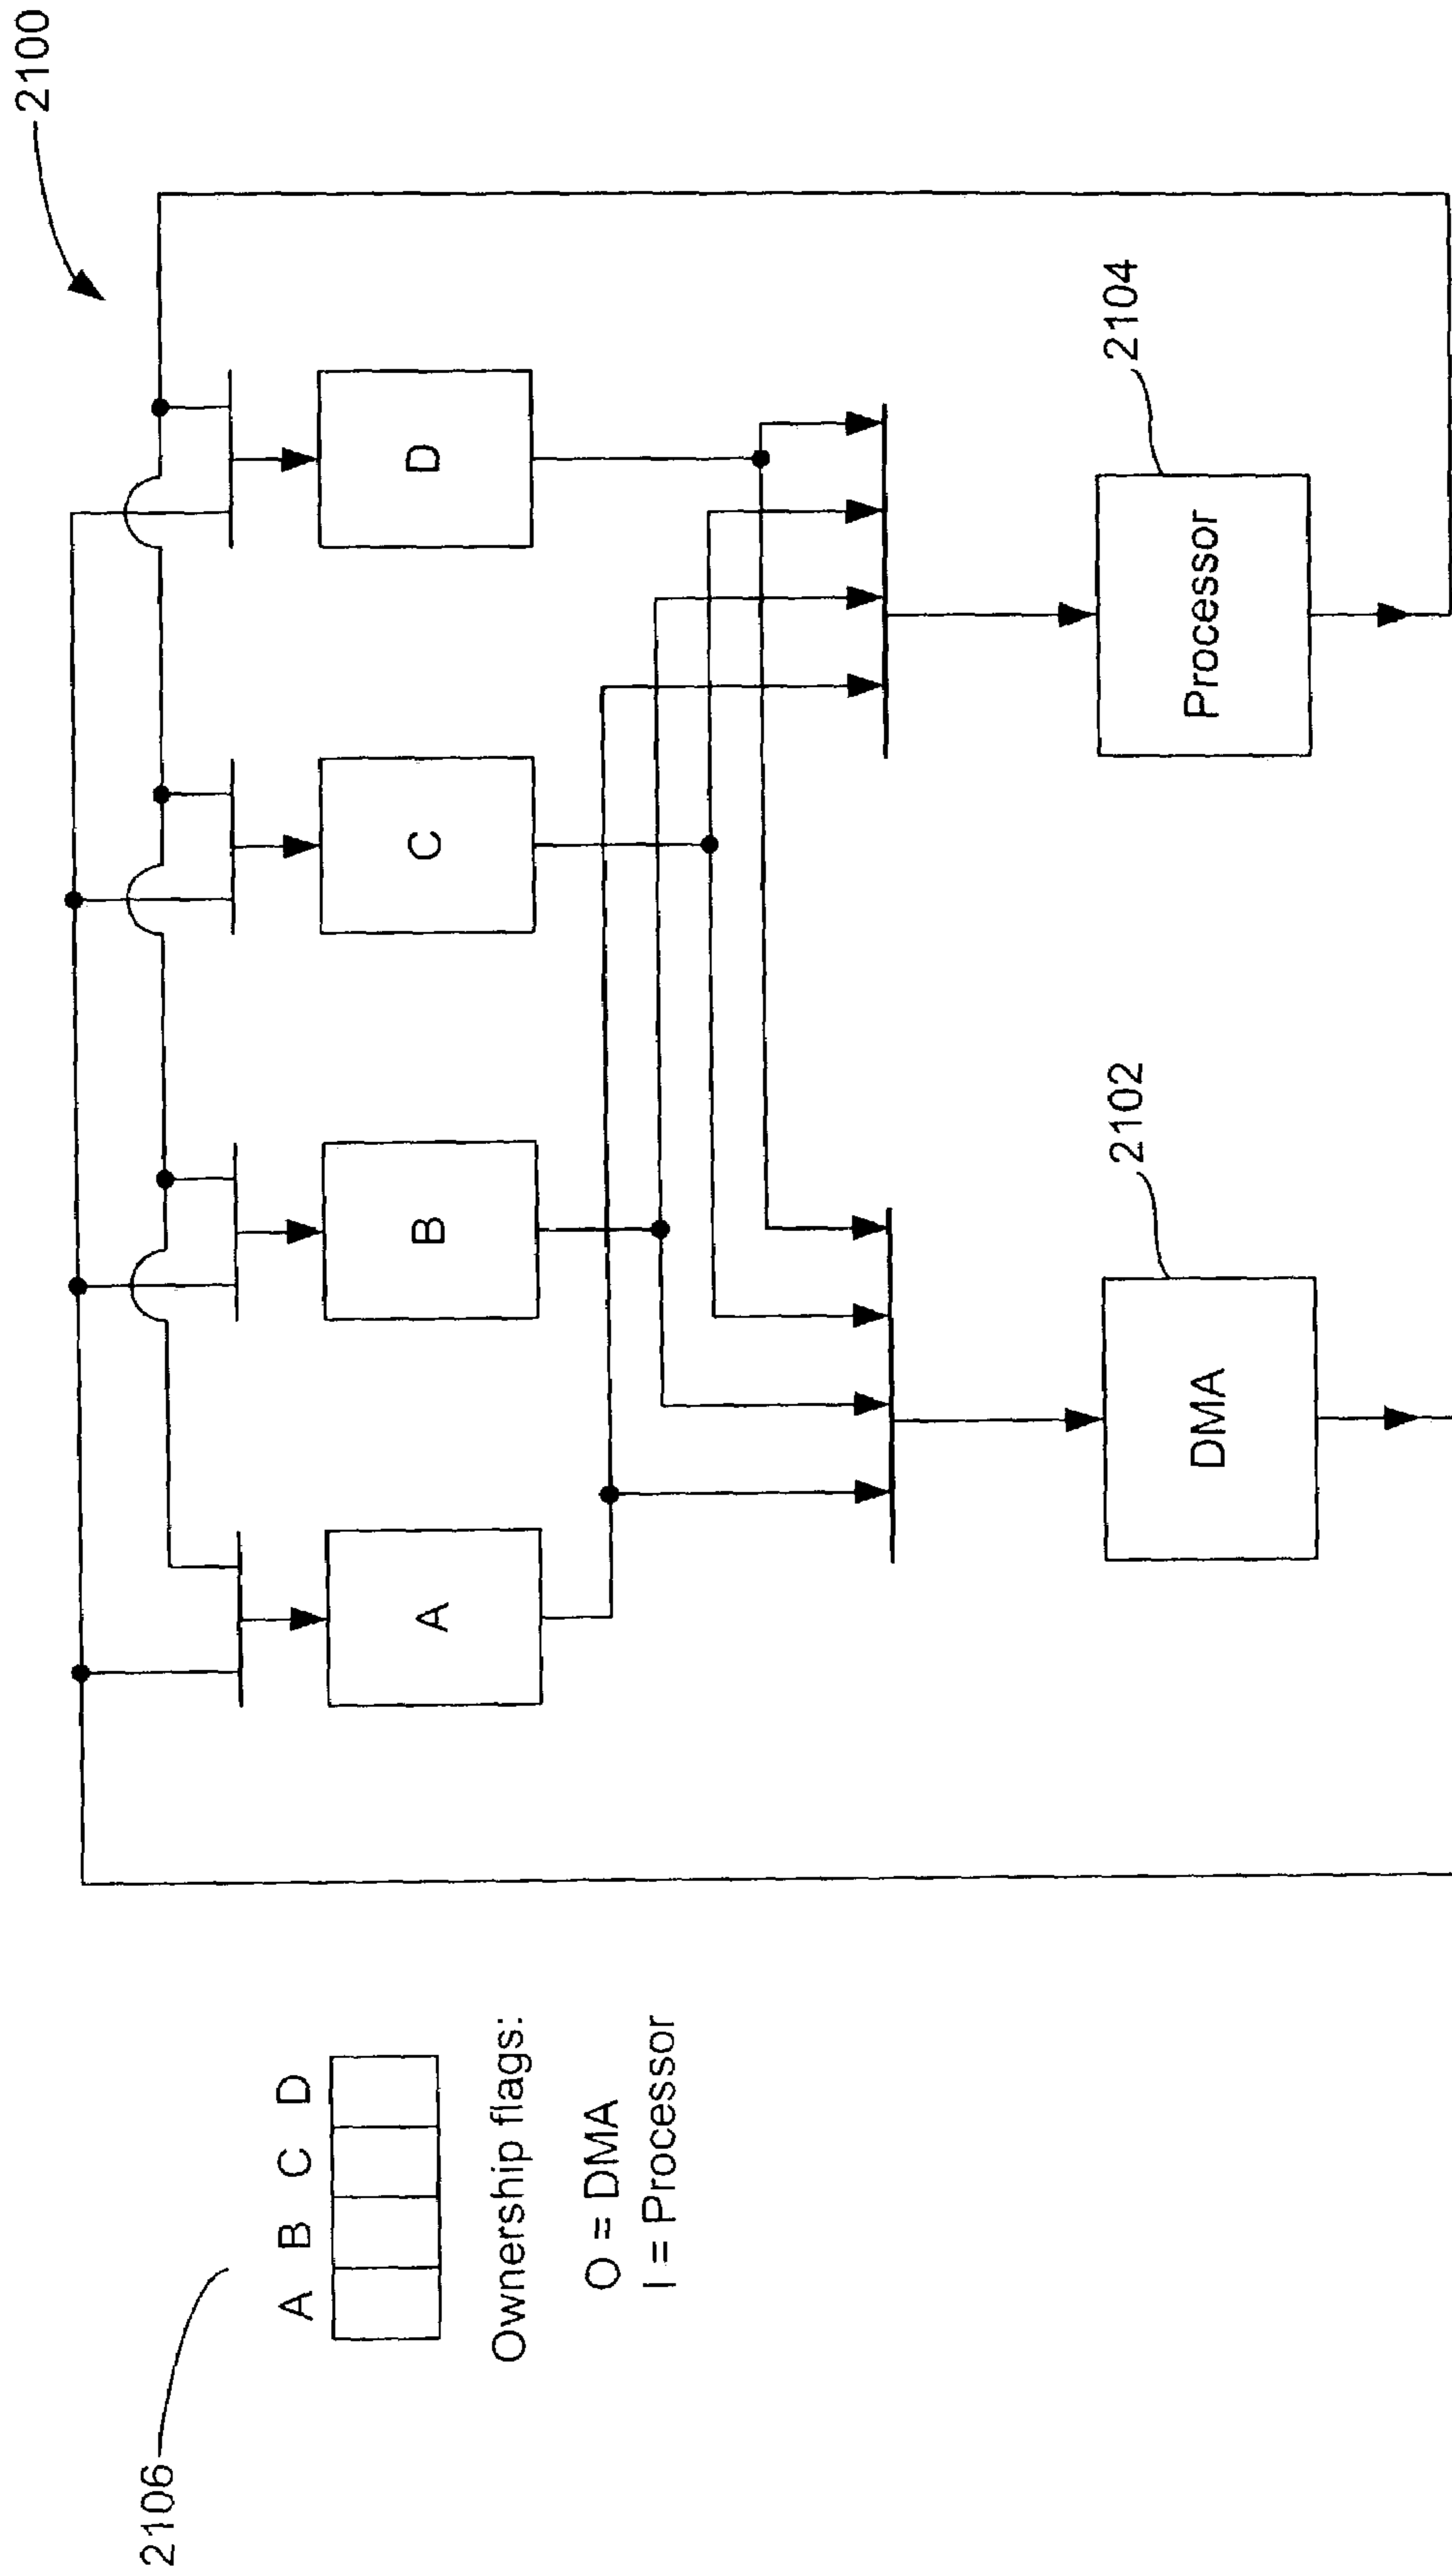 2100
2106
A B C D
Ownership flags:
O = DMA
I = Processor
A
B
C
D
2102
DMA
2104
Processor